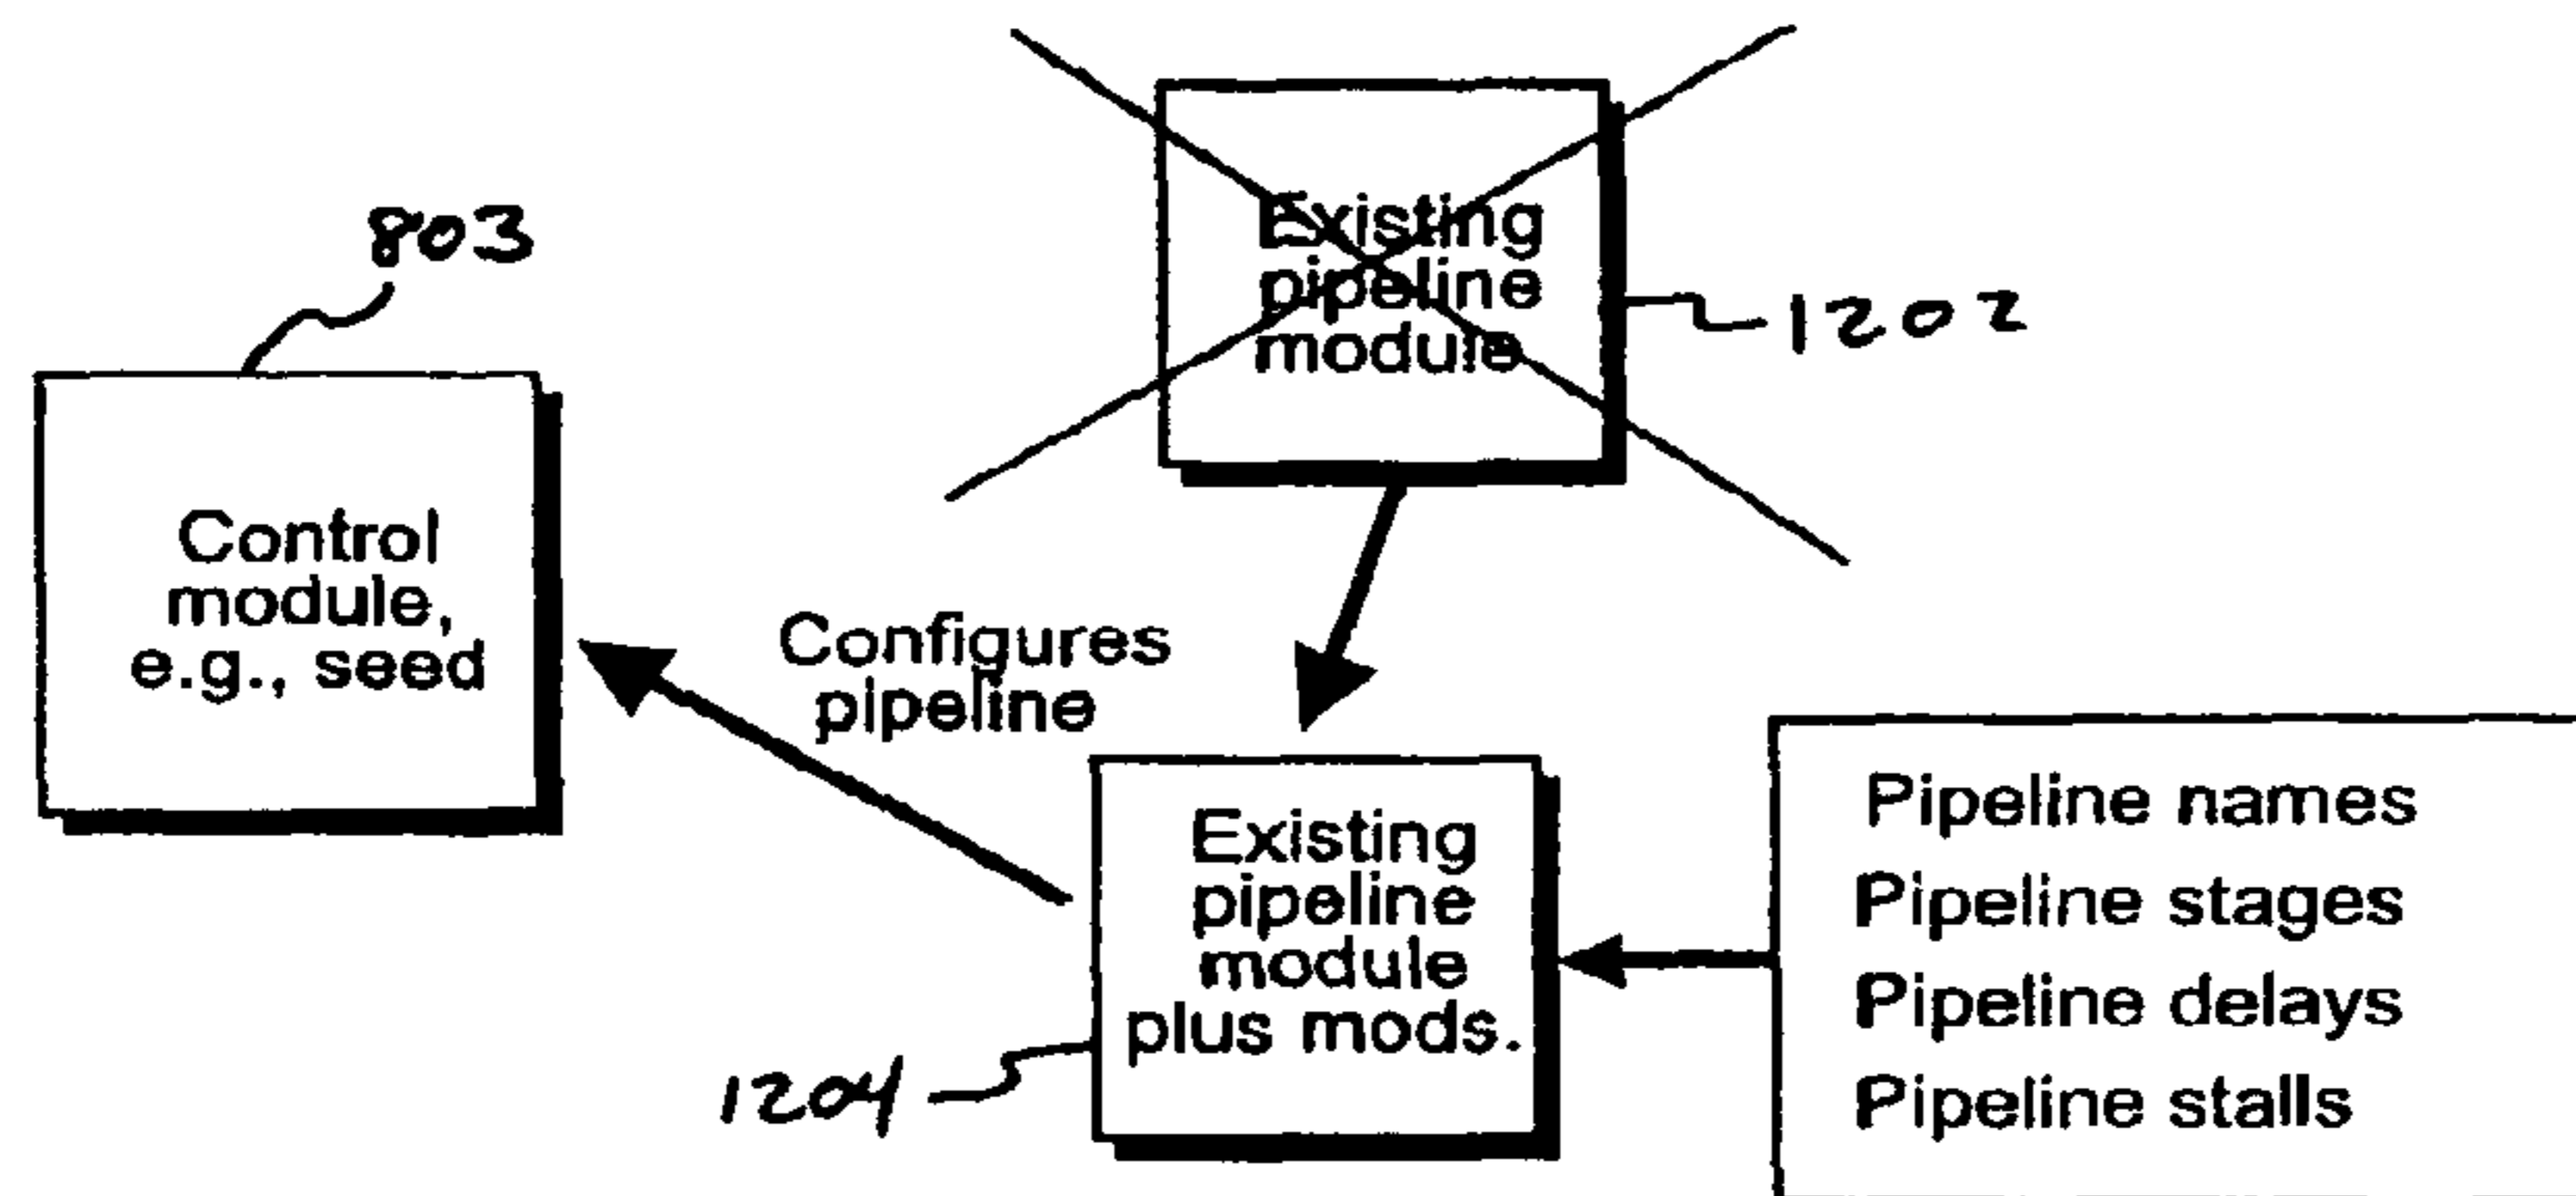 803
Existing
pipeline
module
1202
Control
module,
e.g., seed
Configures
pipeline
Existing
pipeline
module
plus mods.
1204
Pipeline names
Pipeline stages
Pipeline delays
Pipeline stalls